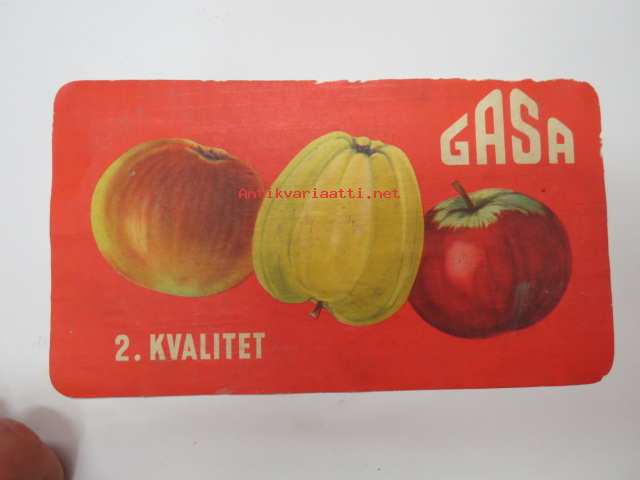 GASA
Antikvariaatti.net
2. KVALITET